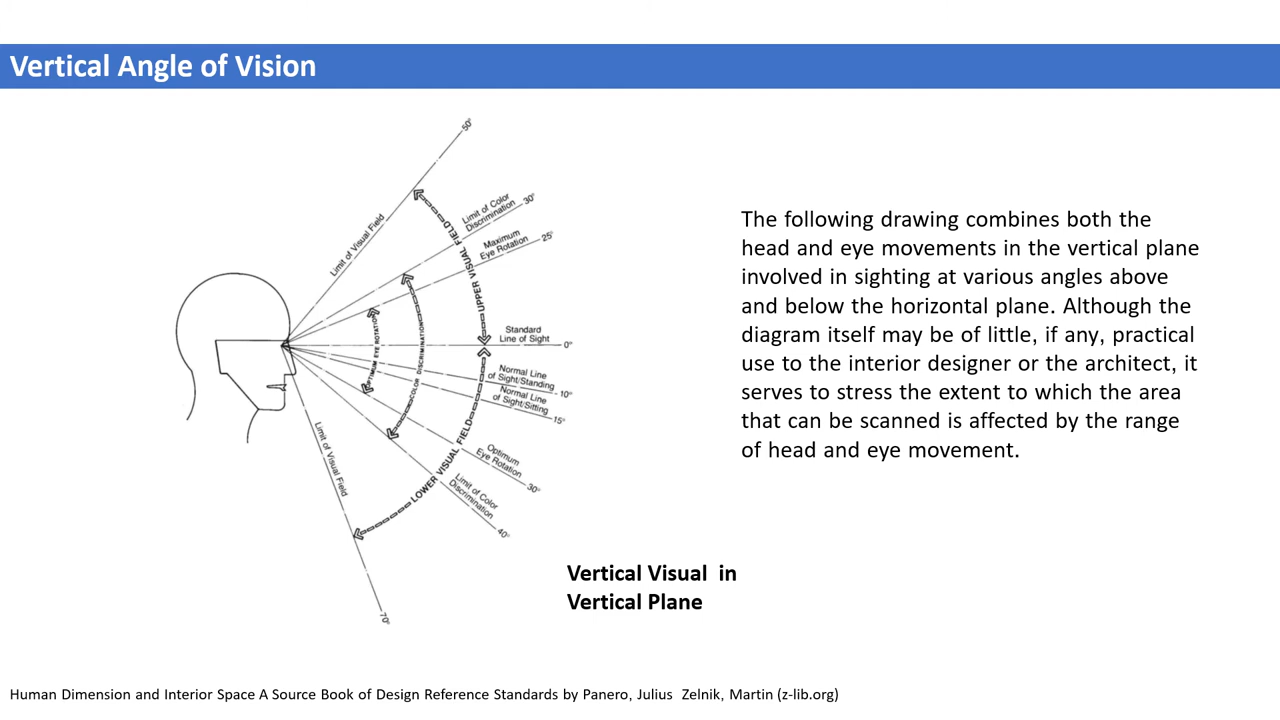 Vertical Angle of Vision
50°
Limit of Visual Field
Limit of Color
Discrimination
30°
Maximum
Eye Rotation
25°
UPPER VISUAL FIELD
OPTIMUM EYE ROTATION
COLOR DISCRIMINATION
Standard
Line of Sight
0°
Normal Line
of Sight/Standing
10°
Normal Line
of Sight/Sitting
15°
Optimum
Eye Rotation
30°
Limit of Color
Discrimination
40°
LOWER VISUAL FIELD
Limit of Visual Field
70°
The following drawing combines both the
head and eye movements in the vertical plane
involved in sighting at various angles above
and below the horizontal plane. Although the
diagram itself may be of little, if any, practical
use to the interior designer or the architect, it
serves to stress the extent to which the area
that can be scanned is affected by the range
of head and eye movement.
Vertical Visual in
Vertical Plane
Human Dimension and Interior Space A Source Book of Design Reference Standards by Panero, Julius Zelnik, Martin (z-lib.org)